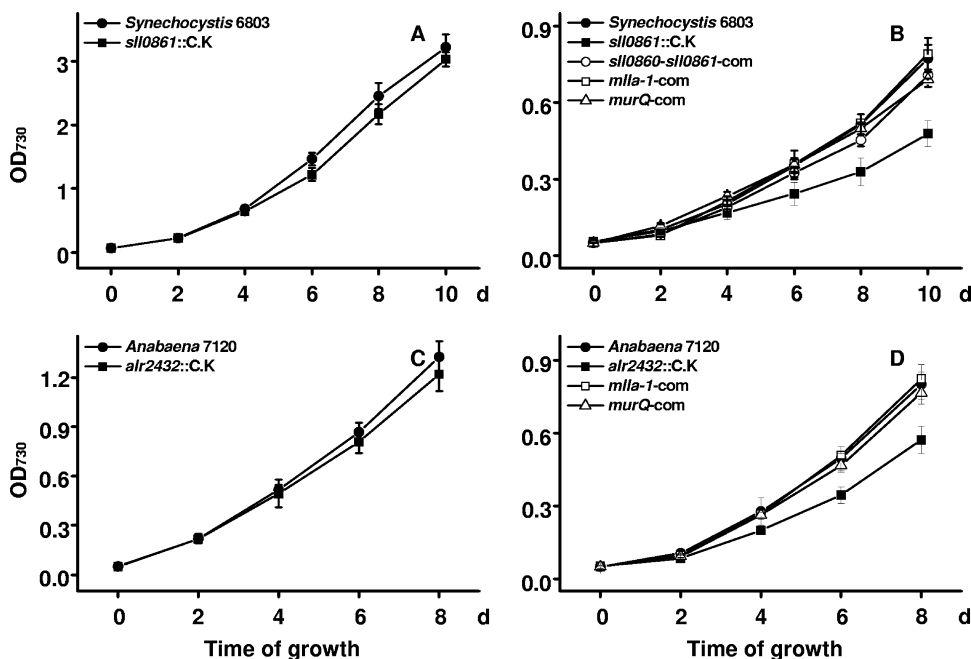 Synechocystis 6803
sll0861::C.K
A
OD730
3
2
1
0
0 2 4 6 8 10 d
Synechocystis 6803
sll0861::C.K
sll0860-sll0861-com
mlla-1-com
murQ-com
B
0.9
0.6
0.3
0.0
0 2 4 6 8 10 d
Anabaena 7120
alr2432::C.K
C
OD730
1.2
0.9
0.6
0.3
0.0
0 2 4 6 8 d
Time of growth
Anabaena 7120
alr2432::C.K
mlla-1-com
murQ-com
D
0.9
0.6
0.3
0.0
0 2 4 6 8 d
Time of growth